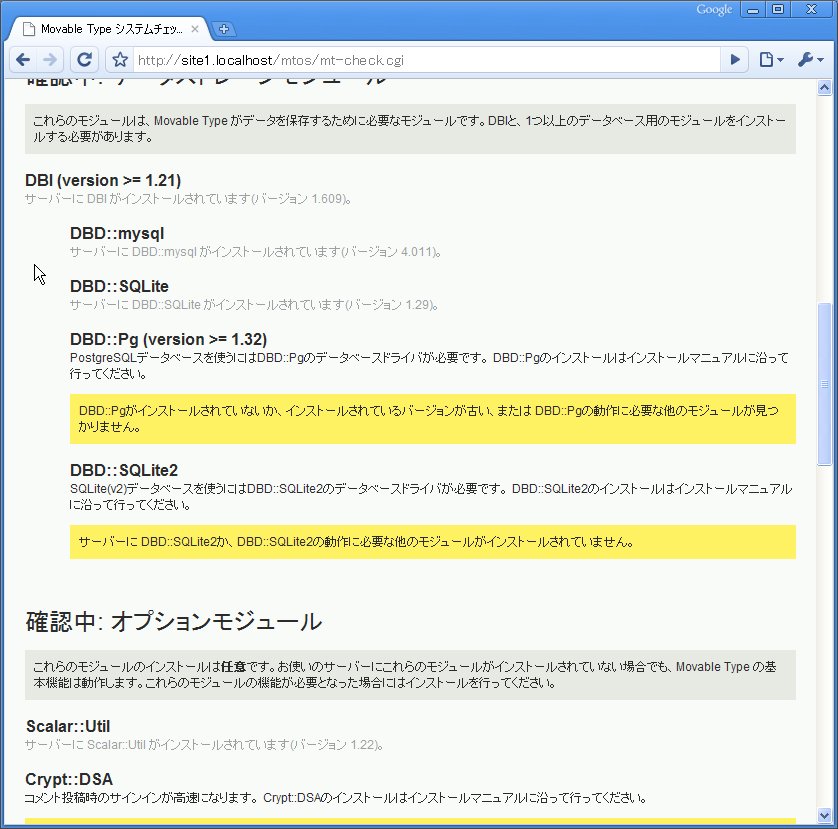 Google
Movable Type システムチェッ...
http://site1.localhost/mtos/mt-check.cgi
確認中: データストレージモジュール
これらのモジュールは、Movable Type がデータを保存するために必要なモジュールです。DBIと、1つ以上のデータベース用のモジュールをインストー
ルする必要があります。
DBI (version >= 1.21)
サーバーに DBI がインストールされています(バージョン 1.609)。
DBD::mysql
サーバーに DBD::mysql がインストールされています(バージョン 4.011)。
DBD::SQLite
サーバーに DBD::SQLite がインストールされています(バージョン 1.29)。
DBD::Pg (version >= 1.32)
PostgreSQLデータベースを使うにはDBD::Pgのデータベースドライバが必要です。 DBD::Pgのインストールはインストールマニュアルに沿って
行ってください。
DBD::Pgがインストールされていないか、インストールされているバージョンが古い、または DBD::Pgの動作に必要な他のモジュールが見つ
かりません。
DBD::SQLite2
SQLite(v2)データベースを使うにはDBD::SQLite2のデータベースドライバが必要です。 DBD::SQLite2のインストールはインストールマニュアル
に沿って行ってください。
サーバーに DBD::SQLite2か、DBD::SQLite2の動作に必要な他のモジュールがインストールされていません。
確認中: オプションモジュール
これらのモジュールのインストールは任意です。お使いのサーバーにこれらのモジュールがインストールされていない場合でも、Movable Type の基
本機能は動作します。これらのモジュールの機能が必要となった場合にはインストールを行ってください。
Scalar::Util
サーバーに Scalar::Util がインストールされています(バージョン 1.22)。
Crypt::DSA
コメント投稿時のサインインが高速になります。 Crypt::DSAのインストールはインストールマニュアルに沿って行ってください。